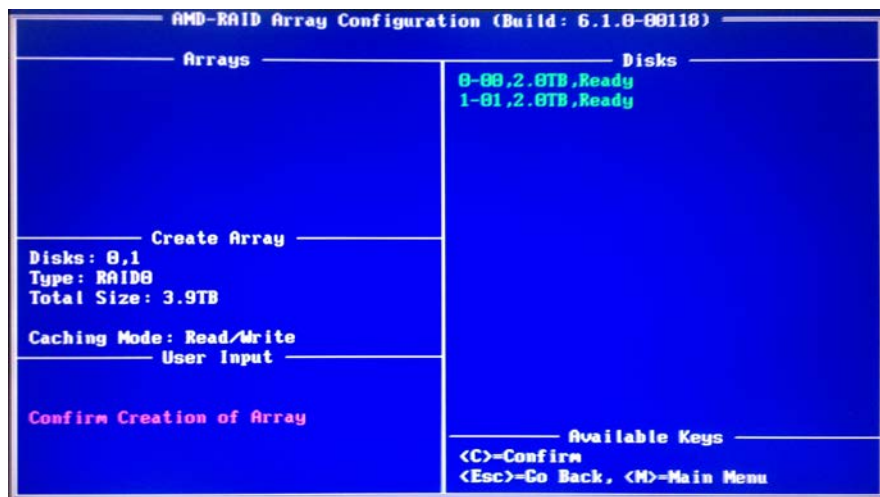 AMD-RAID Array Configuration (Build: 6.1.0-00118)
Arrays
Disks
0-00,2.0TB,Ready
1-01,2.0TB,Ready
Create Array
Disks: 0,1
Type: RAID0
Total Size: 3.9TB
Caching Mode: Read/Write
User Input
Confirm Creation of Array
Available Keys
<C>=Confirm
<Esc>=Go Back, <M>=Main Menu